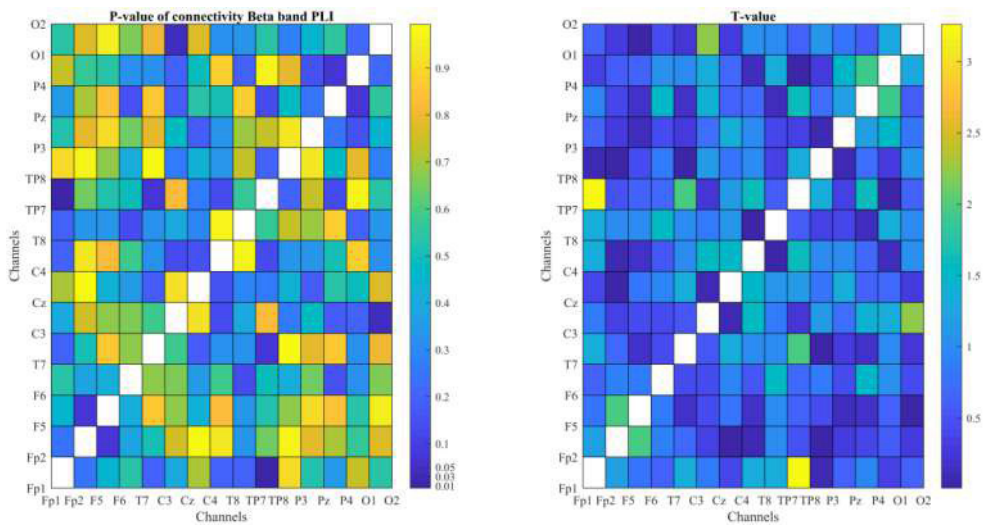 P-value of connectivity Beta band PLI
O2
O1
P4
Pz
P3
TP8
TP7
T8
C4
Cz
C3
T7
F6
F5
Fp2
Fp1
Channels
Fp1 Fp2 F5 F6 T7 C3 Cz C4 T8 TP7 TP8 P3 Pz P4 O1 O2
Channels
0.9
0.8
0.7
0.6
0.5
0.4
0.3
0.2
0.1
0.05
0.03
0.01
T-value
O2
O1
P4
Pz
P3
TP8
TP7
T8
C4
Cz
C3
T7
F6
F5
Fp2
Fp1
Channels
Fp1 Fp2 F5 F6 T7 C3 Cz C4 T8 TP7 TP8 P3 Pz P4 O1 O2
Channels
3
2.5
2
1.5
1
0.5